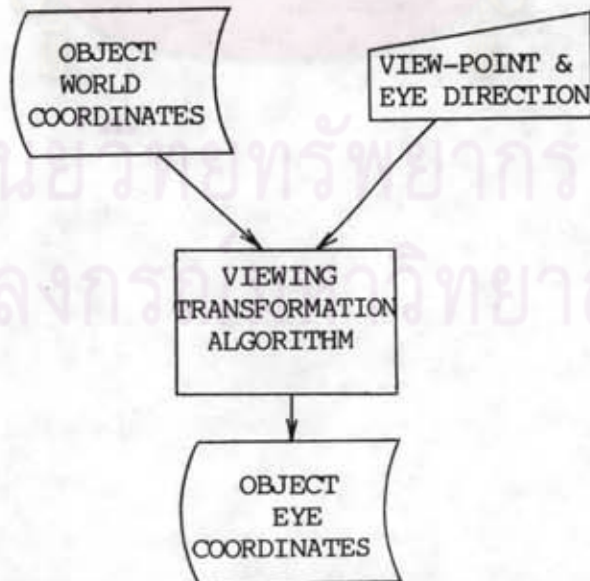 OBJECT
WORLD
COORDINATES
VIEW-POINT &
EYE DIRECTION
VIEWING
TRANSFORMATION
ALGORITHM
OBJECT
EYE
COORDINATES